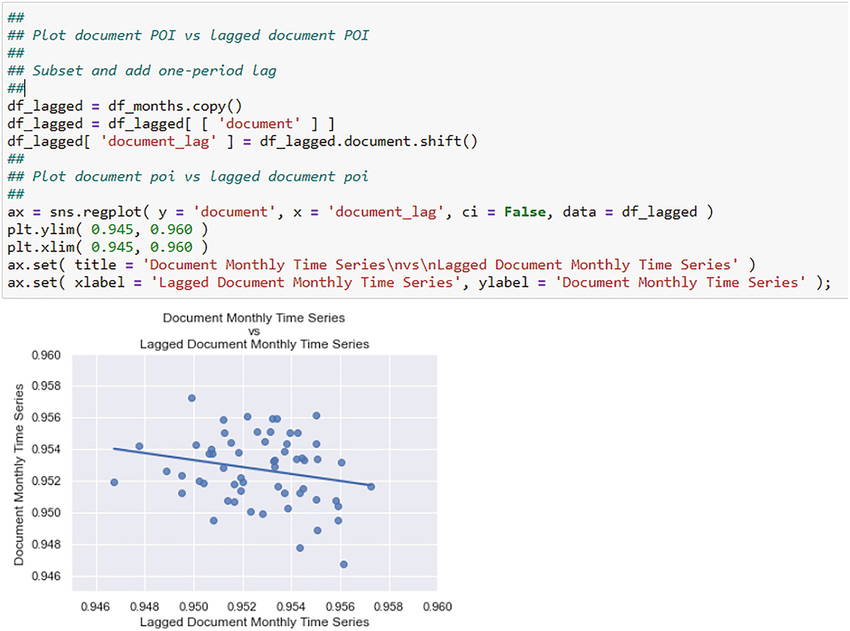 ##
## Plot document POI vs lagged document POI
##
## Subset and add one-period lag
##
df_lagged = df_months.copy()
df_lagged = df_lagged[ [ 'document' ] ]
df_lagged[ 'document_lag' ] = df_lagged.document.shift()
##
## Plot document poi vs lagged document poi
##
ax = sns.regplot( y = 'document', x = 'document_lag', ci = False, data = df_lagged )
plt.ylim( 0.945, 0.960 )
plt.xlim( 0.945, 0.960 )
ax.set( title = 'Document Monthly Time Series\nvs\nLagged Document Monthly Time Series' )
ax.set( xlabel = 'Lagged Document Monthly Time Series', ylabel = 'Document Monthly Time Series' );
Document Monthly Time Series
vs
Lagged Document Monthly Time Series
Document Monthly Time Series
0.960
0.958
0.956
0.954
0.952
0.950
0.948
0.946
0.946 0.948 0.950 0.952 0.954 0.956 0.958 0.960
Lagged Document Monthly Time Series